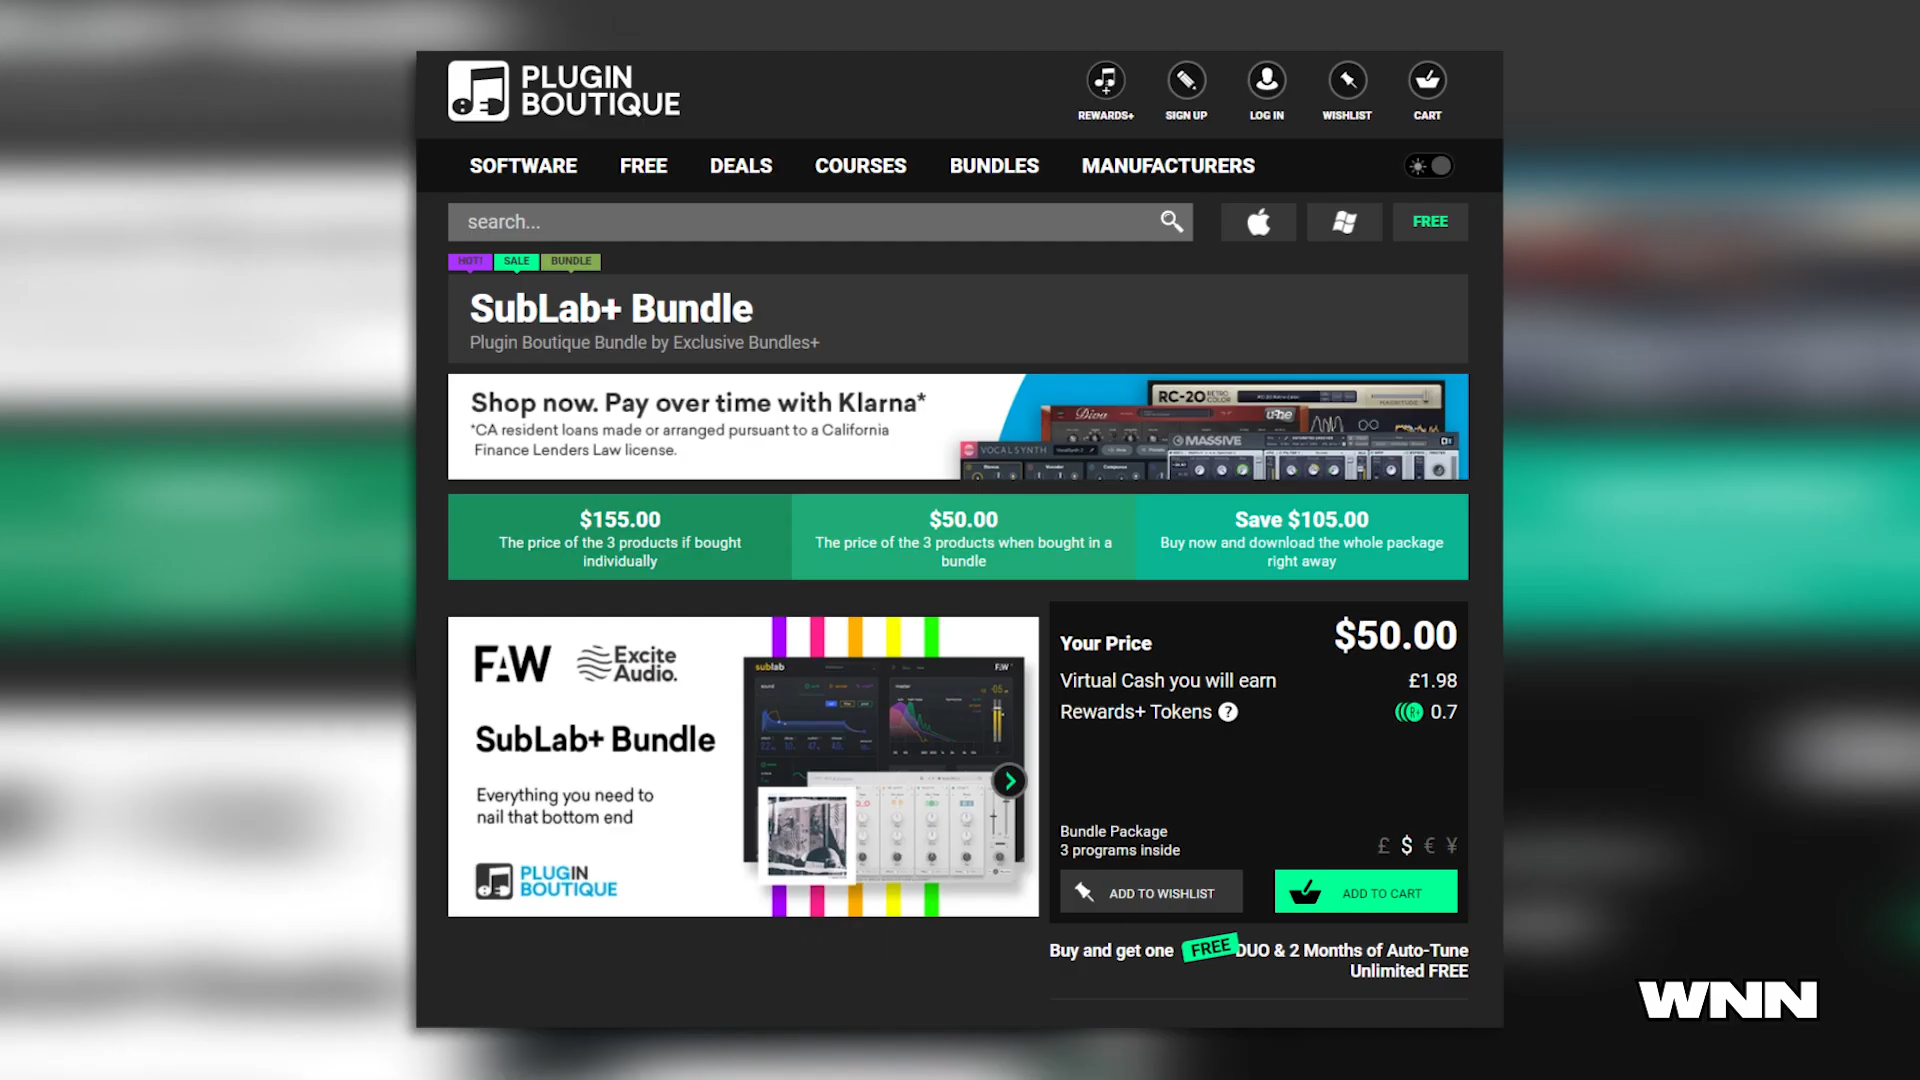 PLUGIN
BOUTIQUE
REWARDS+
SIGN UP
LOG IN
WISHLIST
CART
SOFTWARE
FREE
DEALS
COURSES
BUNDLES
MANUFACTURERS
search...
FREE
HOT!
SALE
BUNDLE
SubLab+ Bundle
Plugin Boutique Bundle by Exclusive Bundles+
Shop now. Pay over time with Klarna*
*CA resident loans made or arranged pursuant to a California
Finance Lenders Law license.
RC-20 RETRO COLOR
Diva
u-he
VOCALSYNTH
MASSIVE
$155.00
The price of the 3 products if bought
individually
$50.00
The price of the 3 products when bought in a
bundle
Save $105.00
Buy now and download the whole package
right away
FAW
Excite
Audio.
SubLab+ Bundle
Everything you need to
nail that bottom end
PLUGIN
BOUTIQUE
sublab
FAW
sound
master
Your Price
$50.00
Virtual Cash you will earn
£1.98
Rewards+ Tokens ?
R+ 0.7
Bundle Package
3 programs inside
£ $ € ¥
ADD TO WISHLIST
ADD TO CART
Buy and get one FREE DUO & 2 Months of Auto-Tune
Unlimited FREE
WNN